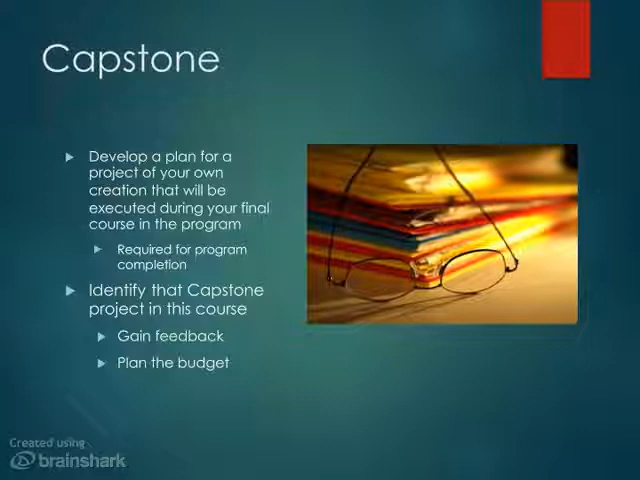 Capstone
Develop a plan for a
project of your own
creation that will be
executed during your final
course in the program
Required for program
completion
Identify that Capstone
project in this course
Gain feedback
Plan the budget
Created using
brainshark